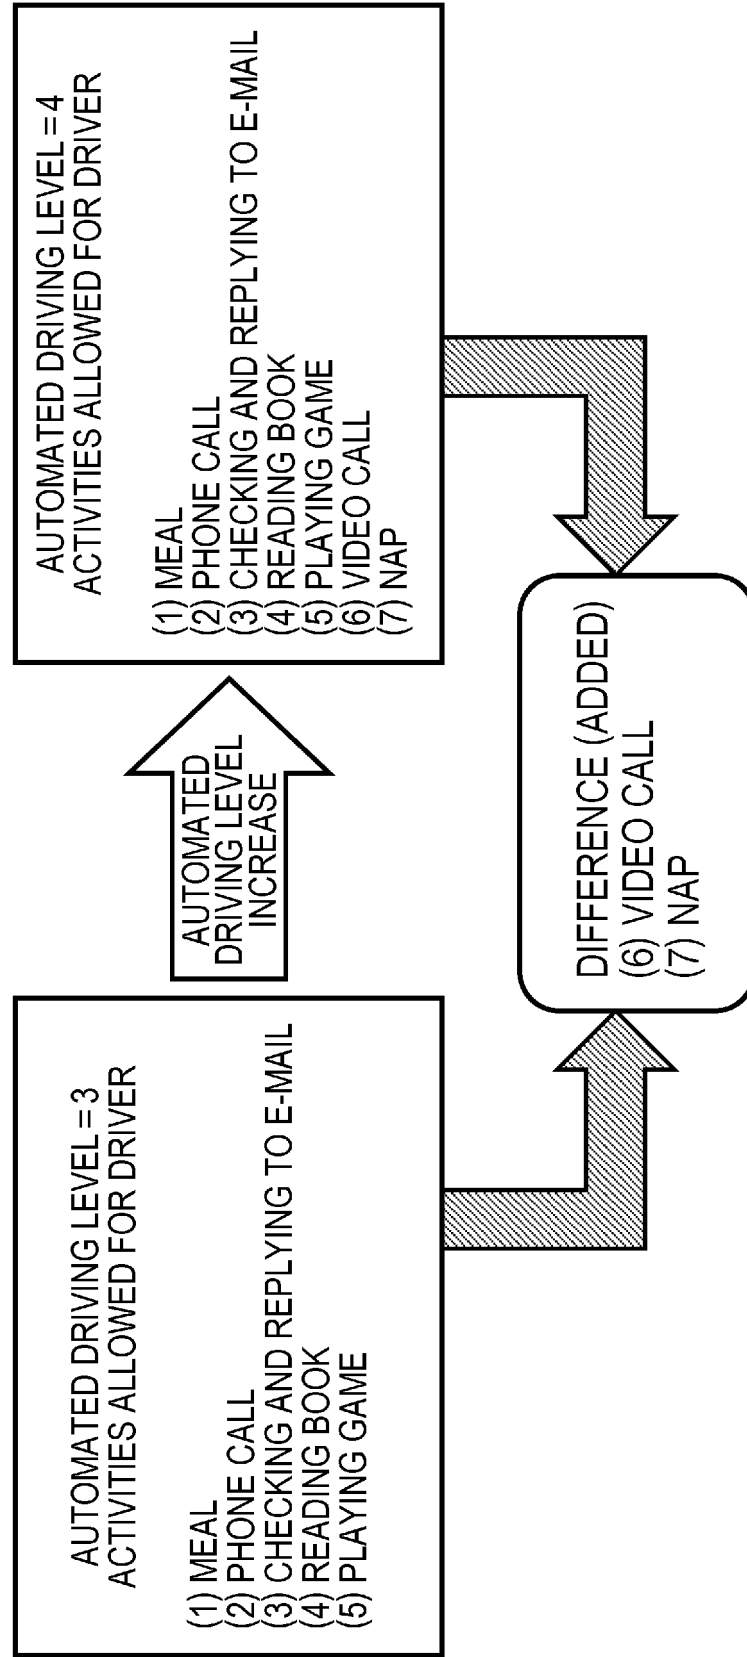 AUTOMATED DRIVING LEVEL = 3
ACTIVITIES ALLOWED FOR DRIVER
(1) MEAL
(2) PHONE CALL
(3) CHECKING AND REPLYING TO E-MAIL
(4) READING BOOK
(5) PLAYING GAME
AUTOMATED
DRIVING LEVEL
INCREASE
AUTOMATED DRIVING LEVEL = 4
ACTIVITIES ALLOWED FOR DRIVER
(1) MEAL
(2) PHONE CALL
(3) CHECKING AND REPLYING TO E-MAIL
(4) READING BOOK
(5) PLAYING GAME
(6) VIDEO CALL
(7) NAP
DIFFERENCE (ADDED)
(6) VIDEO CALL
(7) NAP